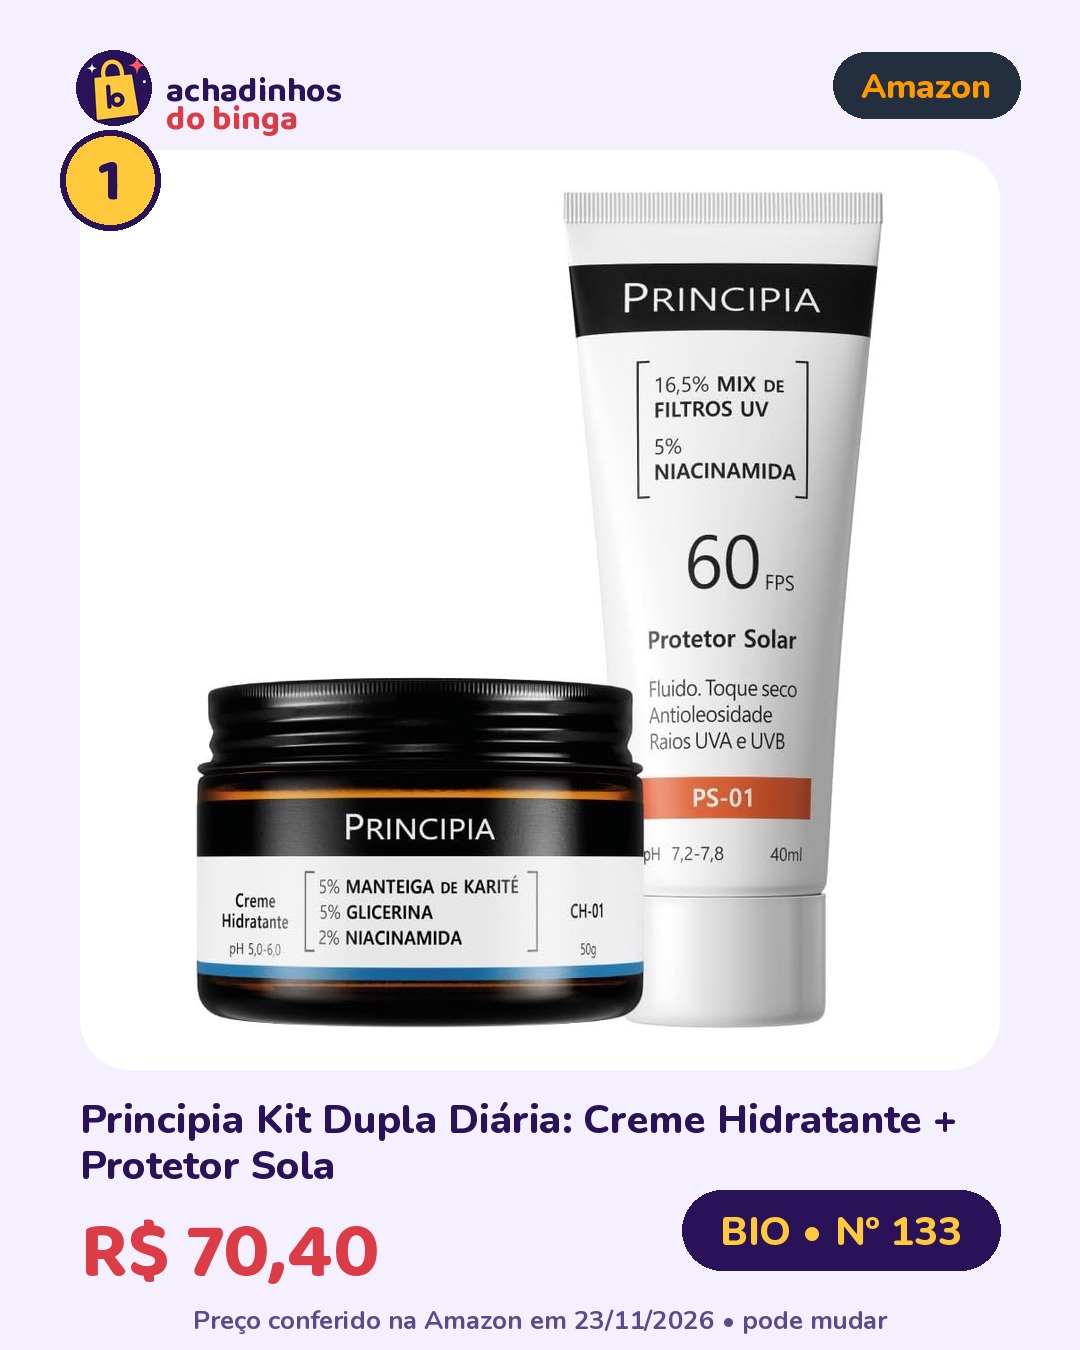 b
achadinhos
do binga
Amazon
1
PRINCIPIA
16,5% MIX DE
FILTROS UV
5%
NIACINAMIDA
60 FPS
Protetor Solar
Fluido. Toque seco
Antioleosidade
Raios UVA e UVB
PS-01
pH 7,2-7,8 40ml
PRINCIPIA
Creme
Hidratante
pH 5,0-6,0
5% MANTEIGA DE KARITÉ
5% GLICERINA
2% NIACINAMIDA
CH-01
50g
Principia Kit Dupla Diária: Creme Hidratante +
Protetor Sola
R$ 70,40
BIO • Nº 133
Preço conferido na Amazon em 23/11/2026 • pode mudar